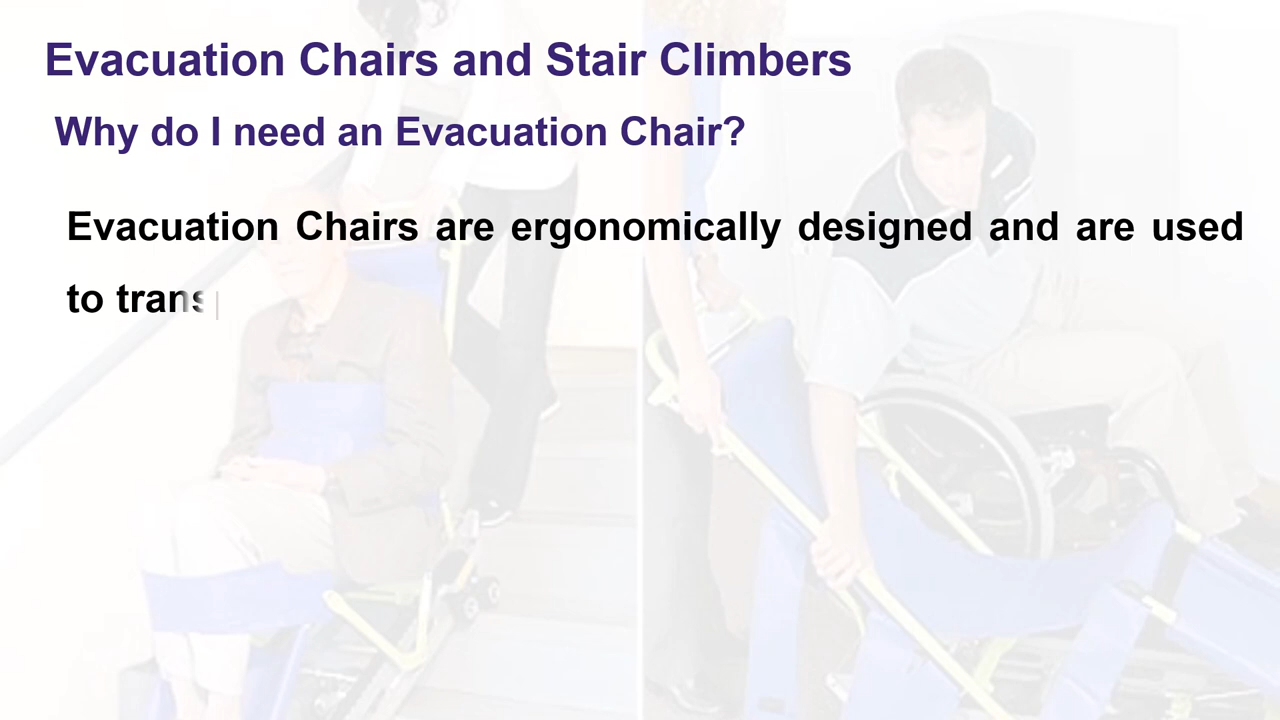 Evacuation Chairs and Stair Climbers
Why do I need an Evacuation Chair?
Evacuation Chairs are ergonomically designed and are used
to trans